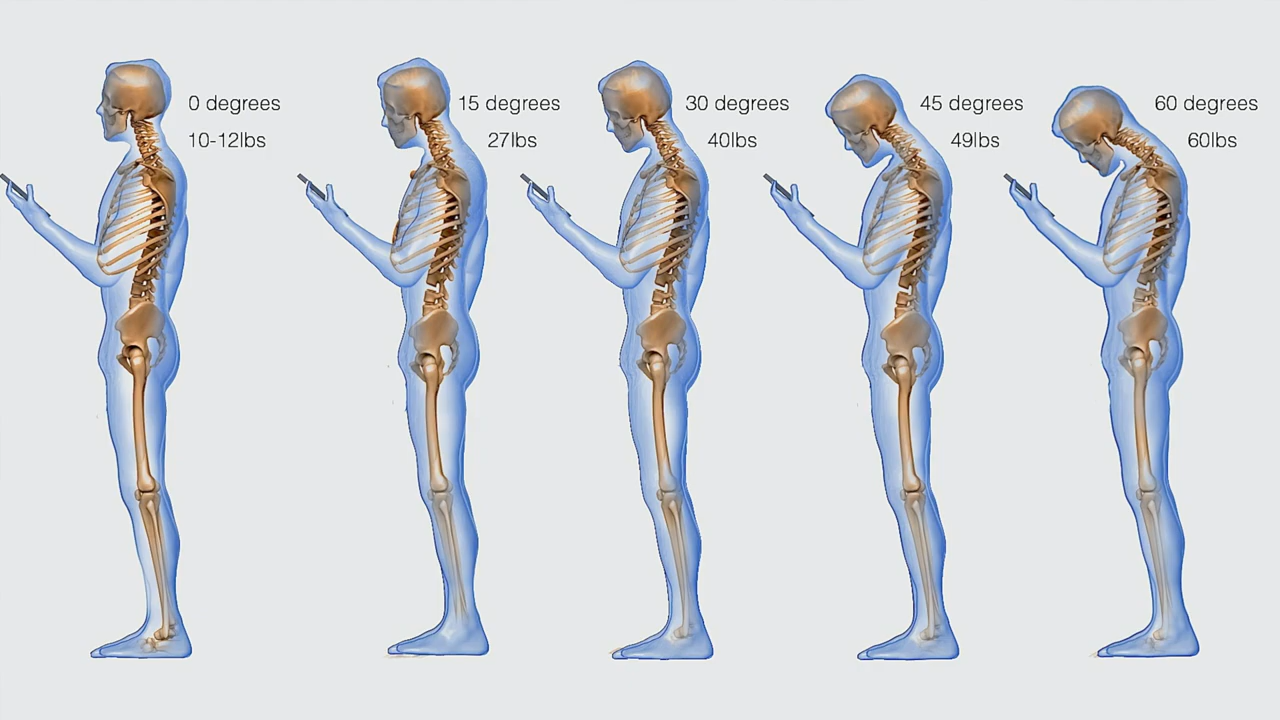 0 degrees
10-12lbs
15 degrees
27lbs
30 degrees
40lbs
45 degrees
49lbs
60 degrees
60lbs